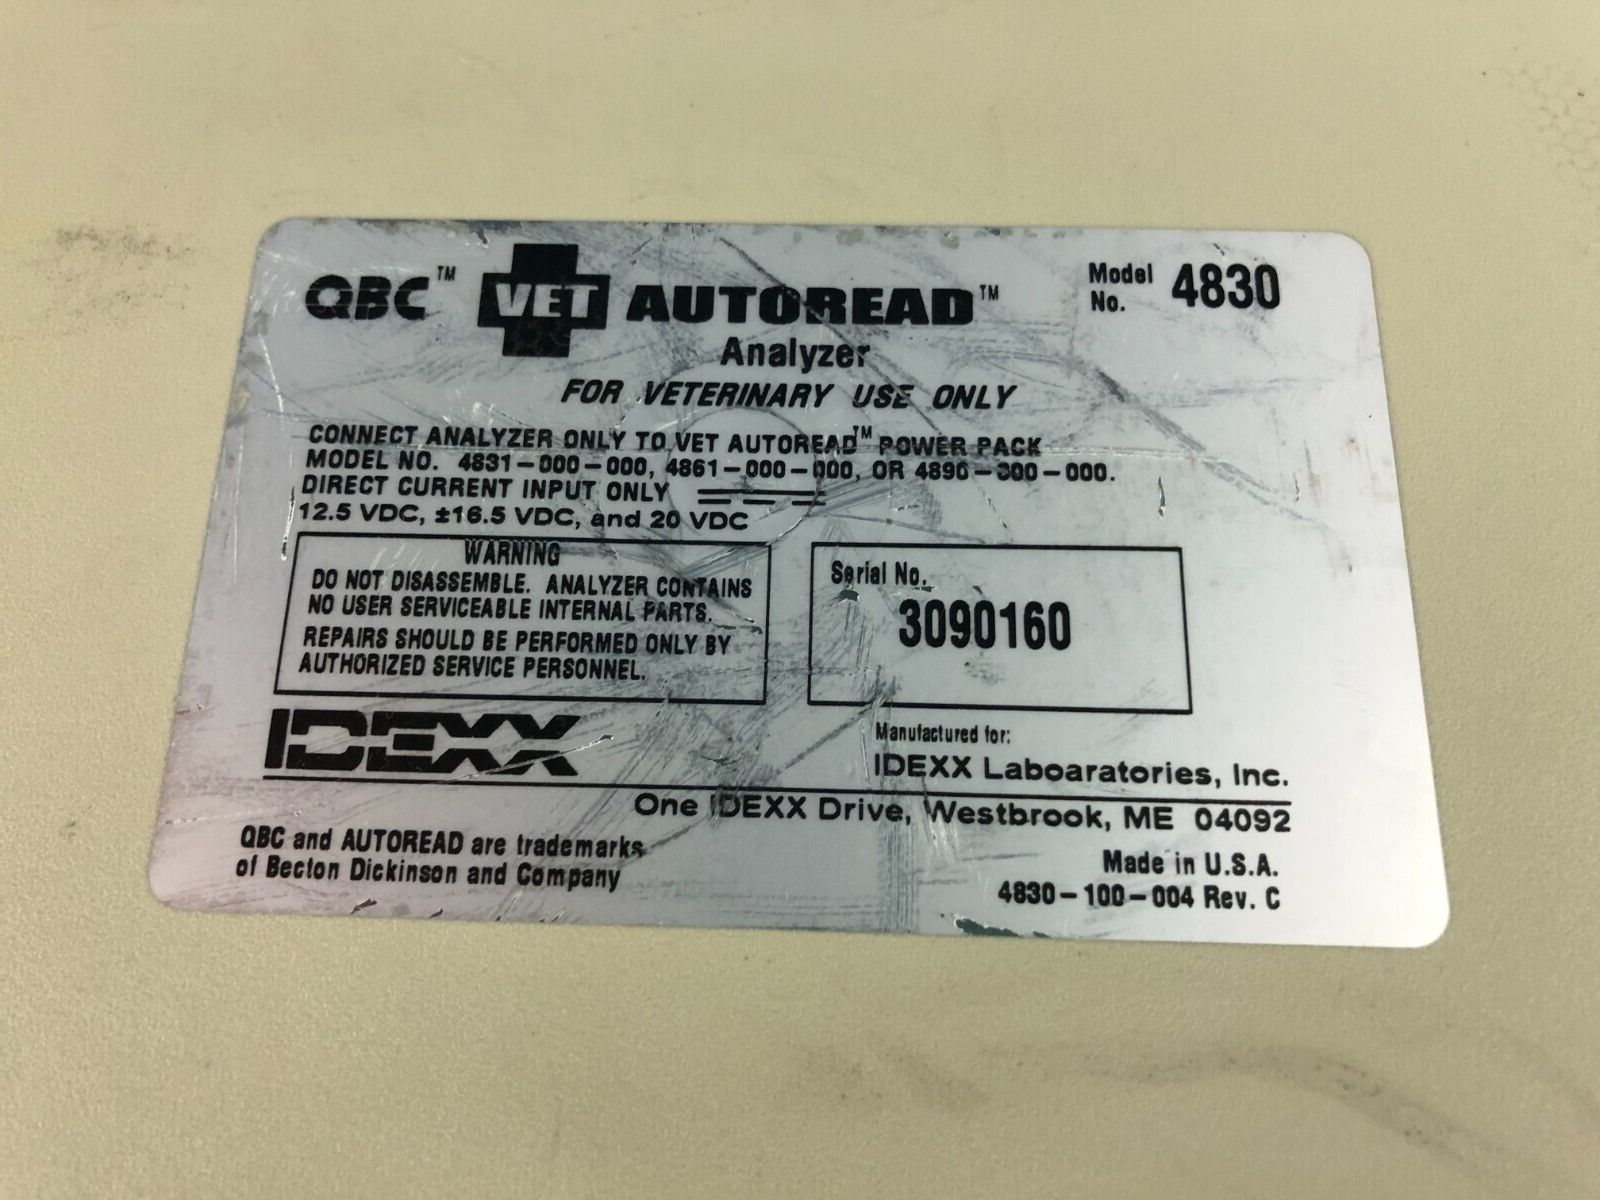 QBC™ VET AUTOREAD™
Model No. 4830
Analyzer
FOR VETERINARY USE ONLY
CONNECT ANALYZER ONLY TO VET AUTOREAD™ POWER PACK
MODEL NO. 4831-000-000, 4861-000-000, OR 4890-300-000.
DIRECT CURRENT INPUT ONLY
12.5 VDC, ±16.5 VDC, and 20 VDC
WARNING
DO NOT DISASSEMBLE. ANALYZER CONTAINS
NO USER SERVICEABLE INTERNAL PARTS.
REPAIRS SHOULD BE PERFORMED ONLY BY
AUTHORIZED SERVICE PERSONNEL.
Serial No.
3090160
IDEXX
Manufactured for:
IDEXX Laboaratories, Inc.
One IDEXX Drive, Westbrook, ME 04092
QBC and AUTOREAD are trademarks
of Becton Dickinson and Company
Made in U.S.A.
4830-100-004 Rev. C